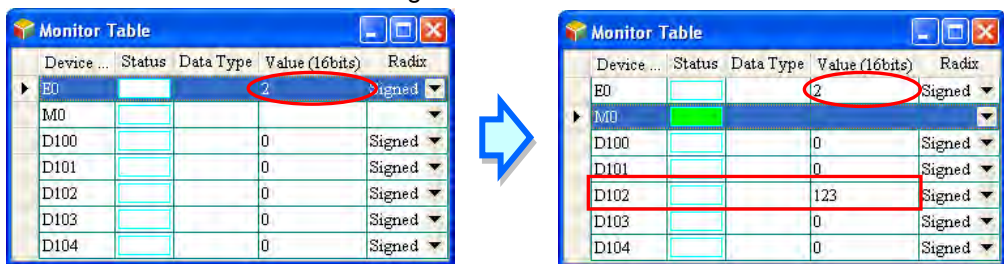 Monitor Table
Device ... Status Data Type Value (16bits) Radix
E0 2 Signed
M0
D100 0 Signed
D101 0 Signed
D102 0 Signed
D103 0 Signed
D104 0 Signed
Monitor Table
Device ... Status Data Type Value (16bits) Radix
E0 2 Signed
M0
D100 0 Signed
D101 0 Signed
D102 123 Signed
D103 0 Signed
D104 0 Signed